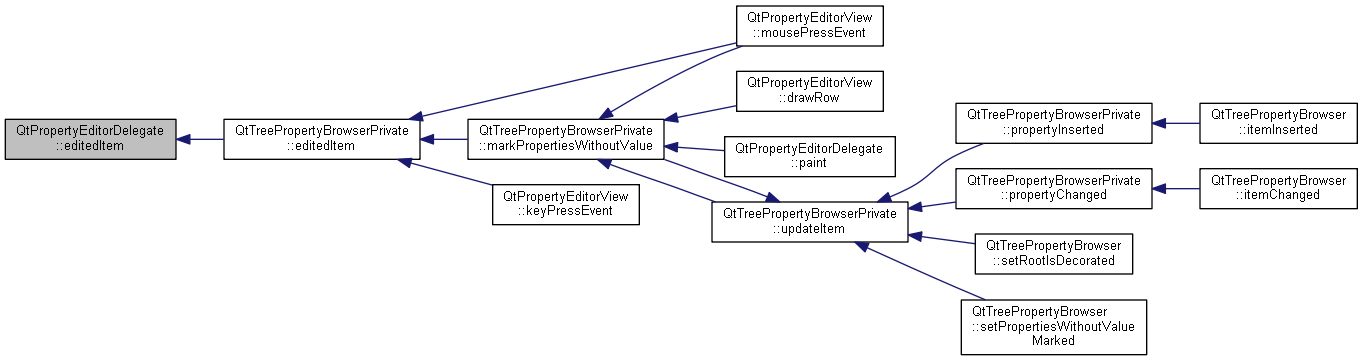 QtPropertyEditorDelegate
::editedItem
QtTreePropertyBrowserPrivate
::editedItem
QtTreePropertyBrowserPrivate
::markPropertiesWithoutValue
QtPropertyEditorView
::keyPressEvent
QtPropertyEditorView
::mousePressEvent
QtPropertyEditorView
::drawRow
QtPropertyEditorDelegate
::paint
QtTreePropertyBrowserPrivate
::updateItem
QtTreePropertyBrowserPrivate
::propertyInserted
QtTreePropertyBrowser
::itemInserted
QtTreePropertyBrowserPrivate
::propertyChanged
QtTreePropertyBrowser
::itemChanged
QtTreePropertyBrowser
::setRootIsDecorated
QtTreePropertyBrowser
::setPropertiesWithoutValue
Marked